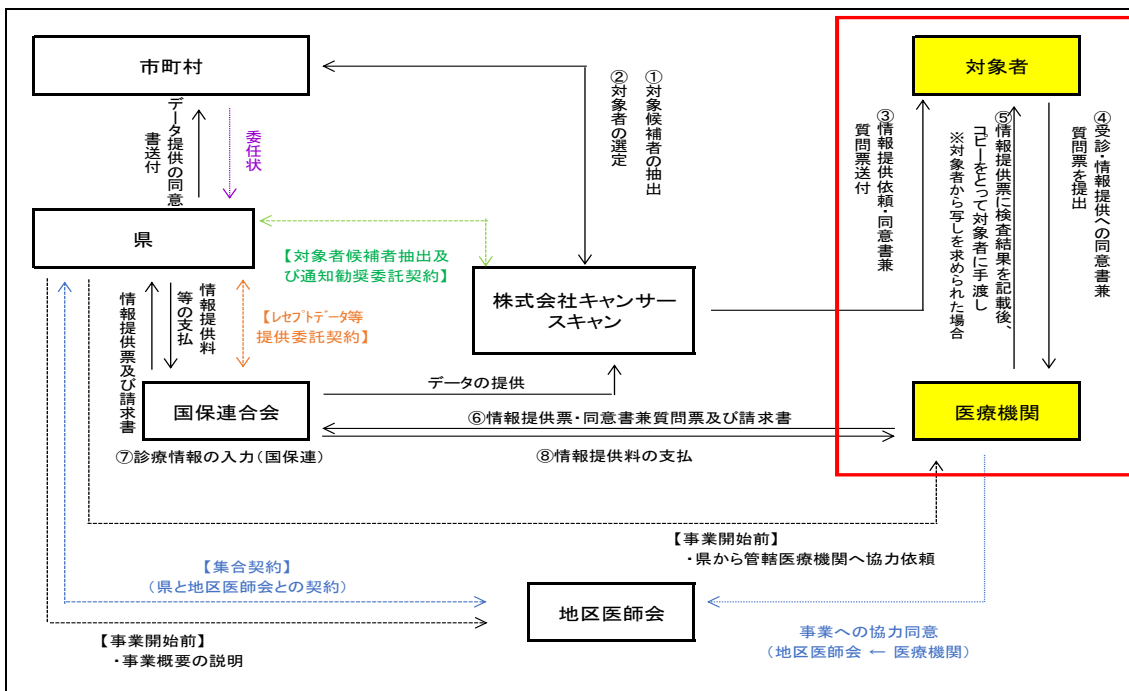 市町村
対象者
データ提供の同意
書送付
委任状
①対象候補者の抽出
②対象者の選定
③情報提供依頼・同意書兼
質問票送付
⑤情報提供票に検査結果を記載後、
コピーをとって対象者に手渡し
※対象者から写しを求められた場合
④受診・情報提供への同意書兼
質問票を提出
県
【対象者候補者抽出及
び通知勧奨委託契約】
株式会社キャンサー
スキャン
情報提供票及び請求書
情報提供料
等の支払
【レセプトデータ等
提供委託契約】
データの提供
国保連合会
医療機関
⑥情報提供票・同意書兼質問票及び請求書
⑦診療情報の入力(国保連)
⑧情報提供料の支払
【事業開始前】
・県から管轄医療機関へ協力依頼
【集合契約】
(県と地区医師会との契約)
地区医師会
【事業開始前】
・事業概要の説明
事業への協力同意
(地区医師会 ← 医療機関)